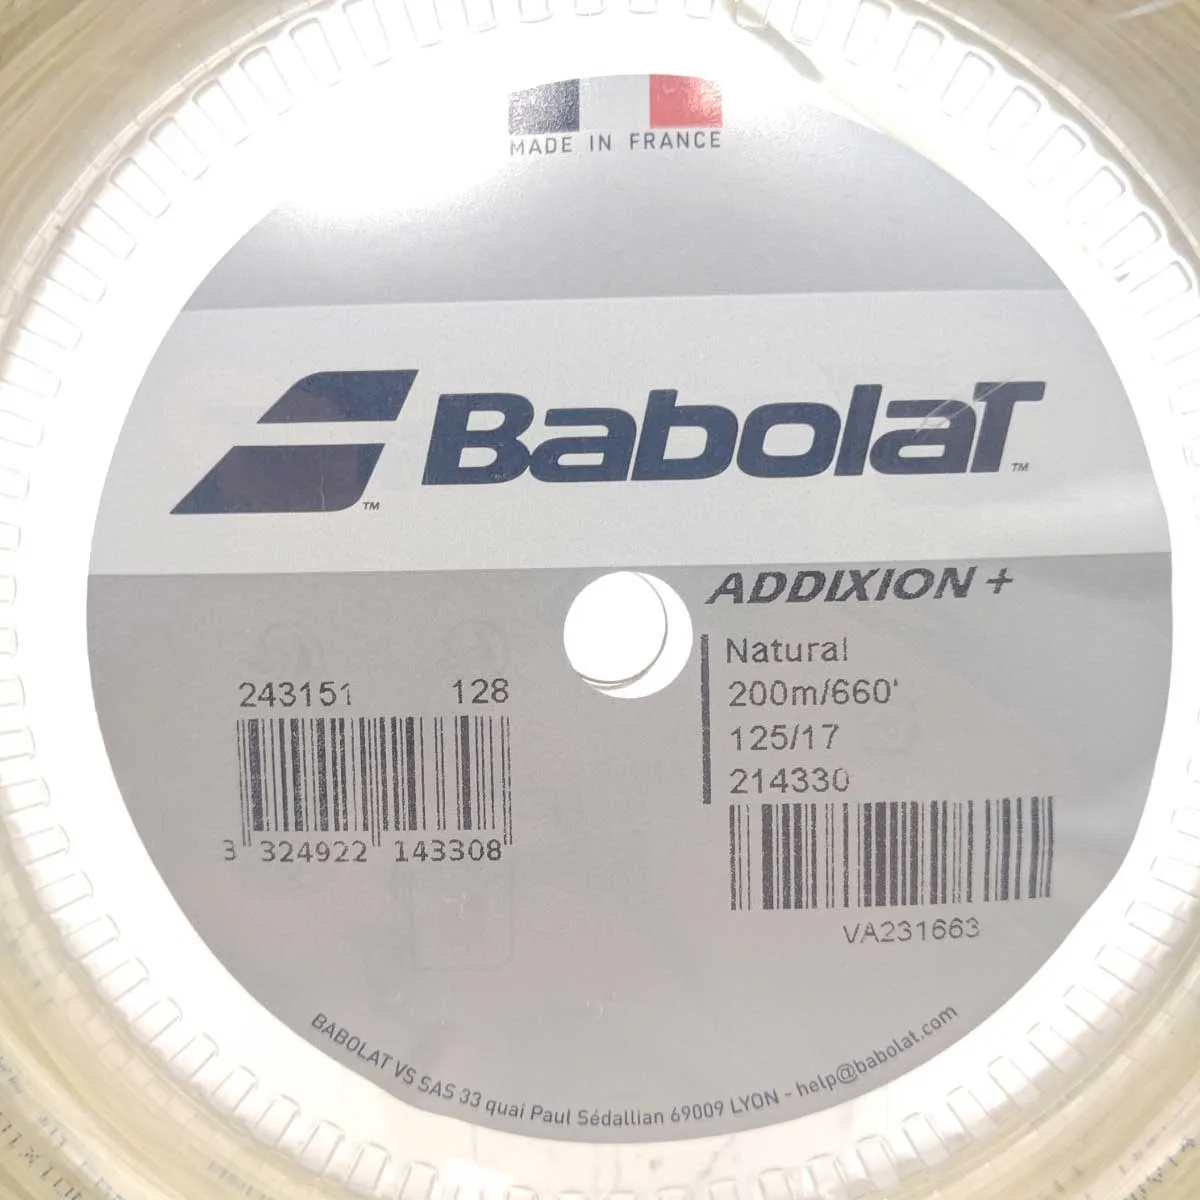 MADE IN FRANCE
BABOLAT™
ADDIXION +
Natural
200m/660'
125/17
214330
243151 128
3 324922 143308
VA231663
BABOLAT VS SAS 33 quai Paul Sédallian 69009 LYON - help@babolat.com